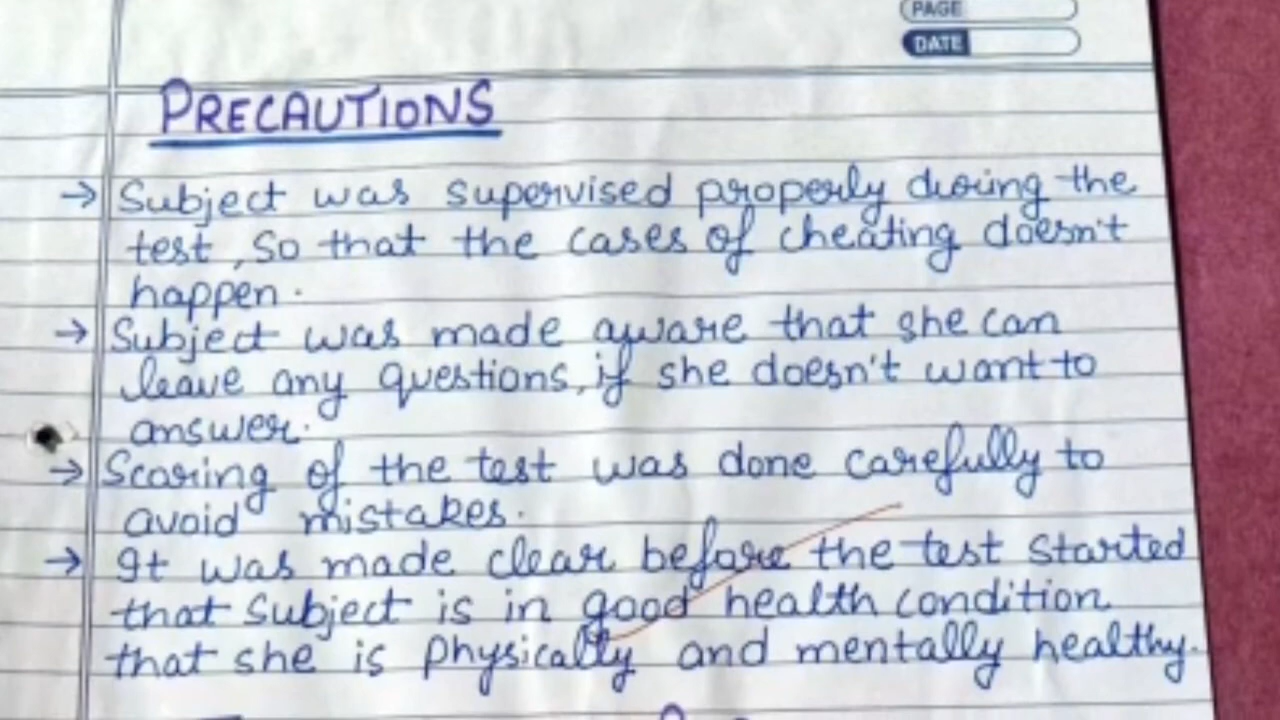 PAGE
DATE
PRECAUTIONS
→ Subject was supervised properly during the
test, So that the cases of cheating doesn't
happen.
→ Subject was made aware that she can
leave any questions, if she doesn't want to
answer.
→ Scoring of the test was done carefully to
avoid mistakes.
→ It was made clear before the test started
that Subject is in good health condition
that she is Physically and mentally healthy.